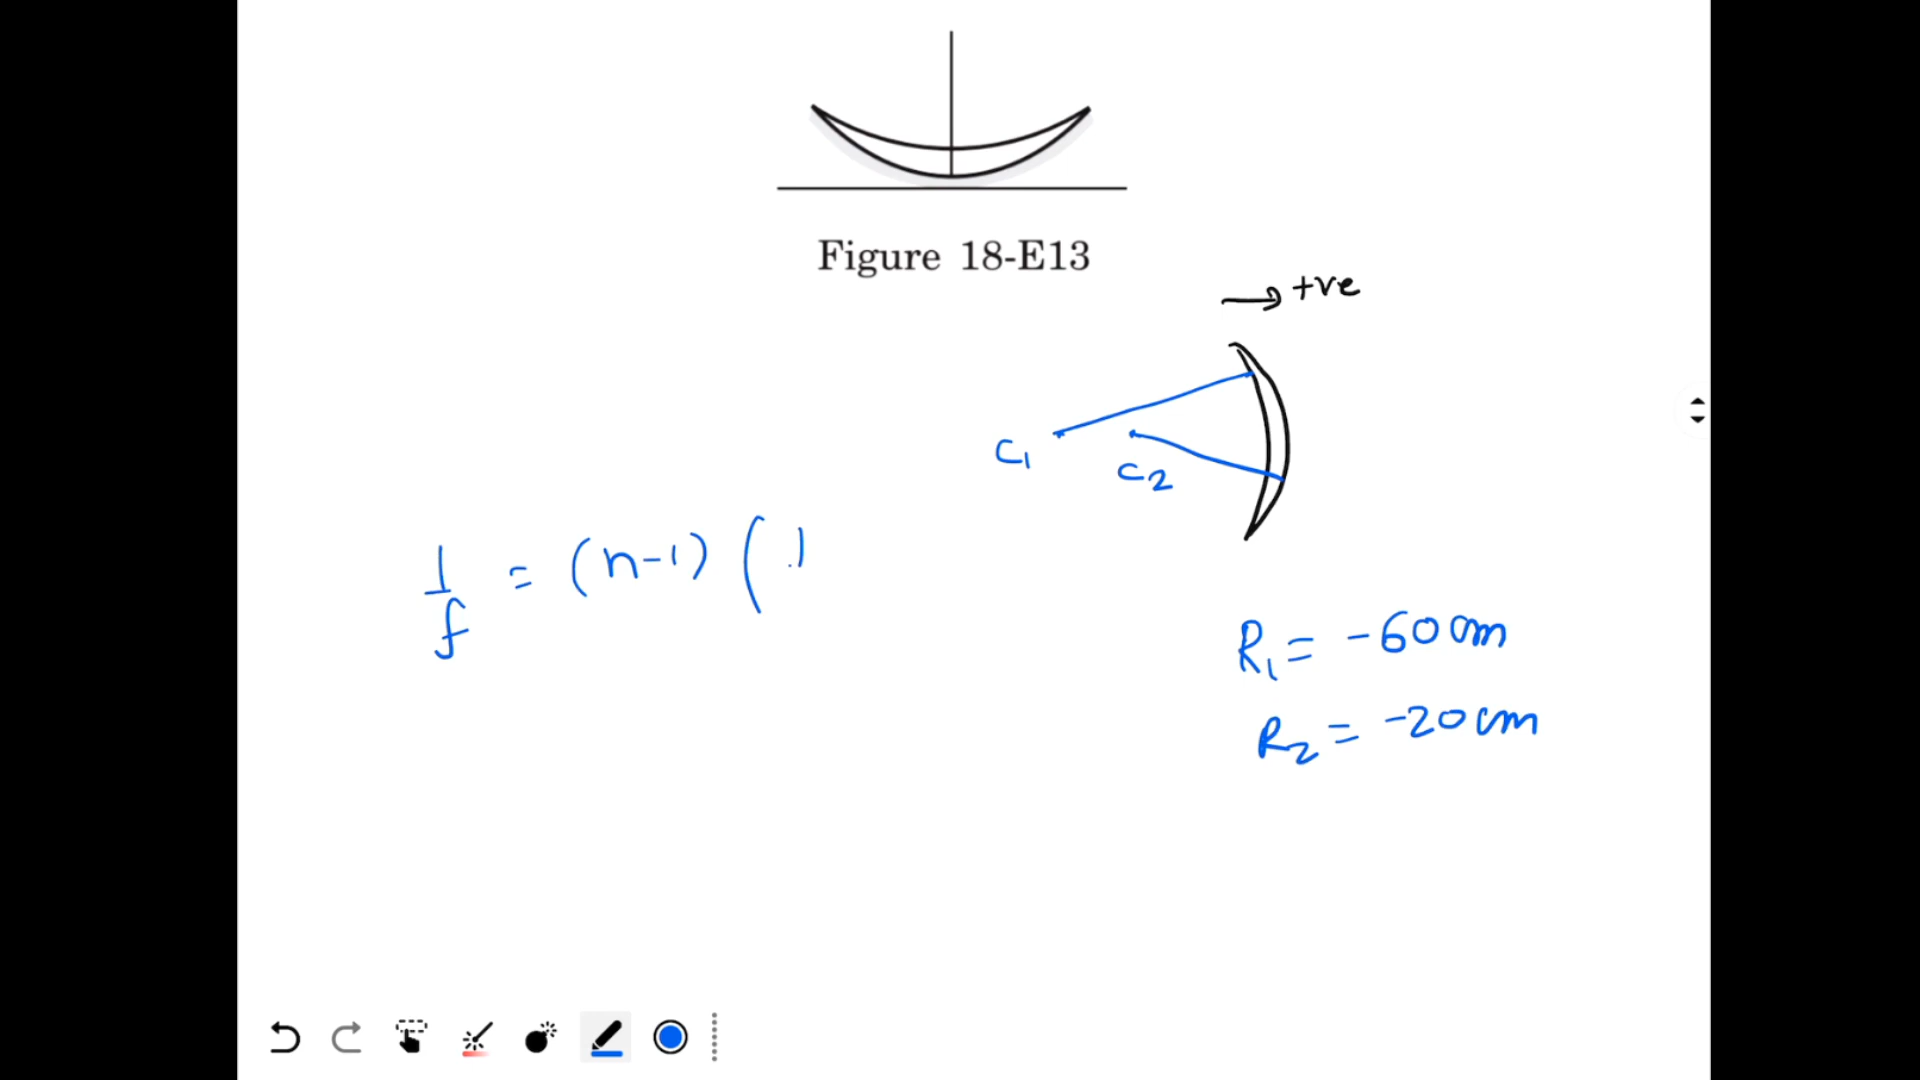 Figure 18-E13
→ +ve
C₁
C₂
1/f = (n-1) ( 1
R₁ = -60 cm
R₂ = -20 cm